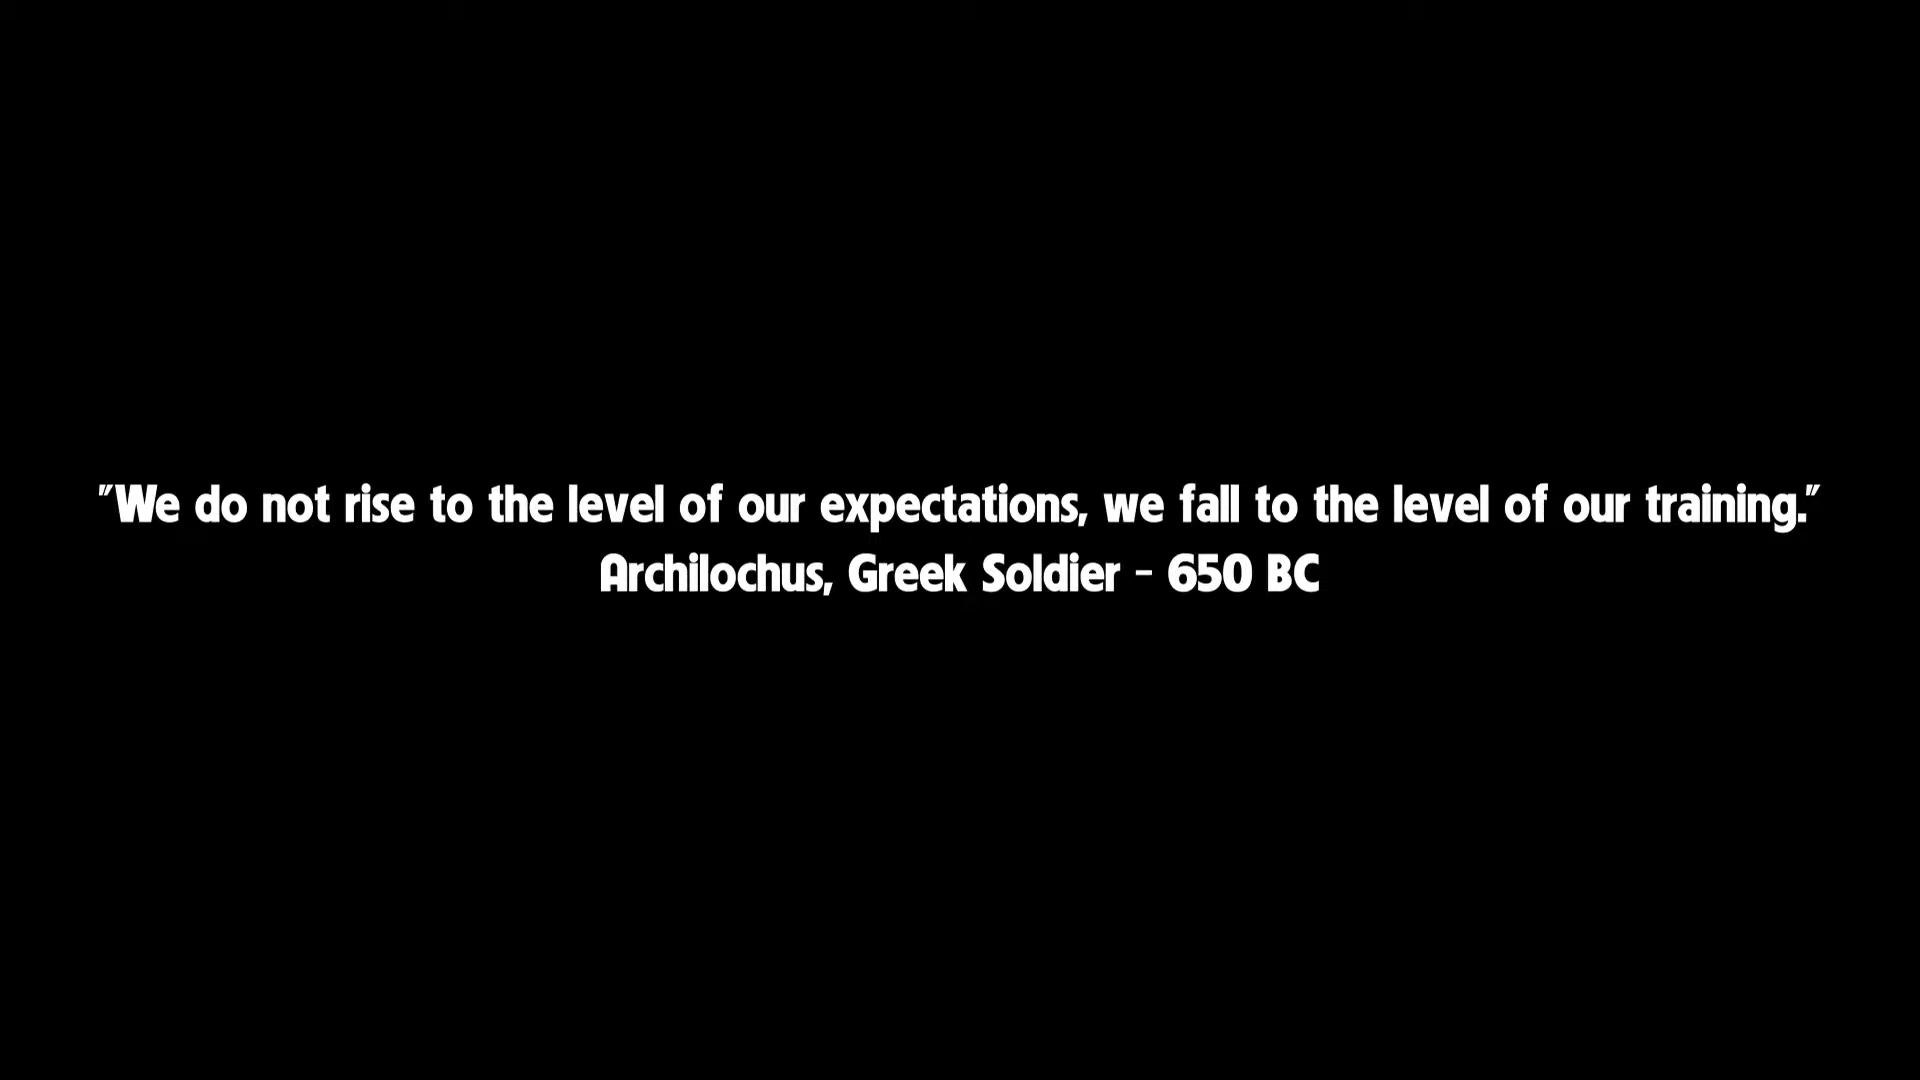 "We do not rise to the level of our expectations, we fall to the level of our training."
Archilochus, Greek Soldier - 650 BC